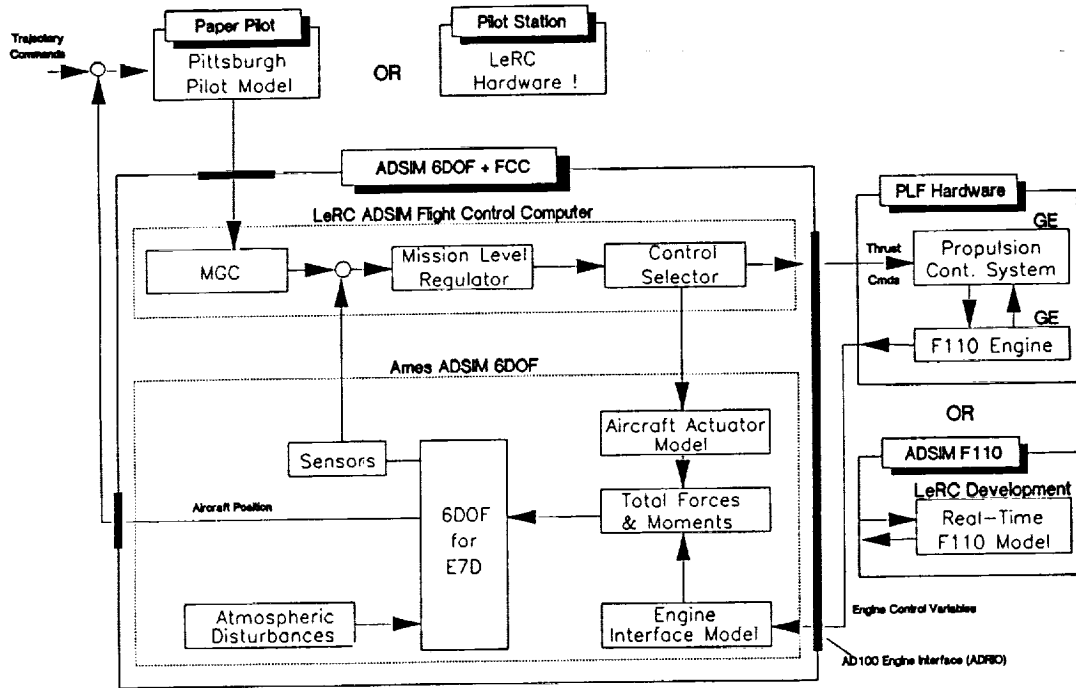 Paper Pilot
Pilot Station
Trajectory
Commands
Pittsburgh
Pilot Model
OR
LeRC
Hardware !
ADSIM 6DOF + FCC
PLF Hardware
LeRC ADSIM Flight Control Computer
GE
MGC
Mission Level
Regulator
Control
Selector
Thrust
Cmds
Propulsion
Cont. System
GE
F110 Engine
Ames ADSIM 6DOF
OR
Aircraft Actuator
Model
ADSIM F110
Sensors
LeRC Development
Aircraft Position
6DOF
for
E7D
Total Forces
& Moments
Real-Time
F110 Model
Atmospheric
Disturbances
Engine
Interface Model
Engine Control Variables
AD100 Engine Interface (ADRIO)